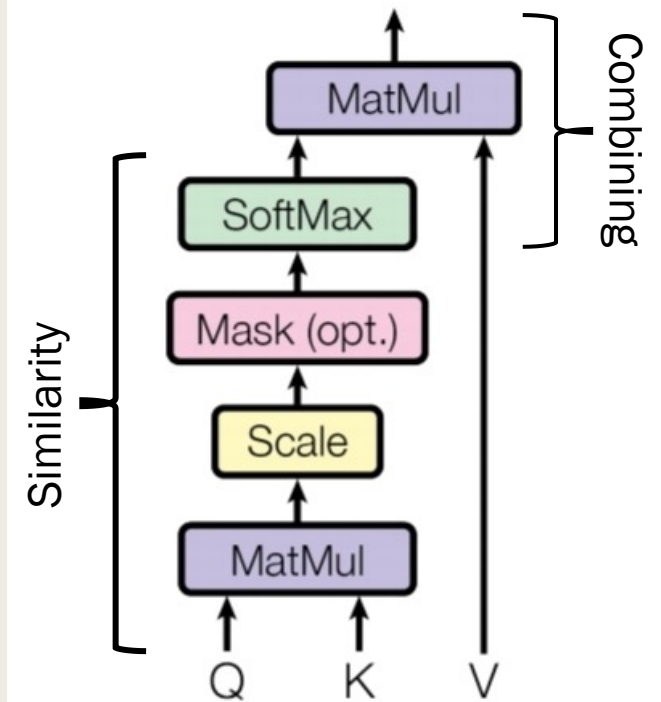 MatMul
Combining
SoftMax
Mask (opt.)
Similarity
Scale
MatMul
Q K V